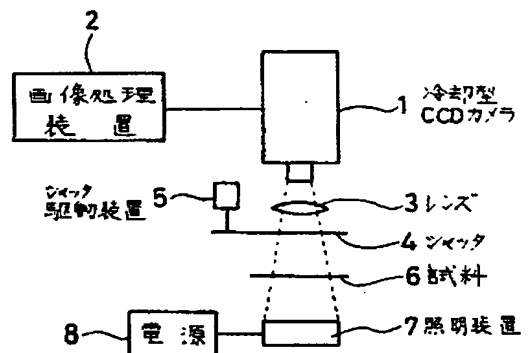 2
画像処理
装置
1 冷却型
CCDカメラ
シャッタ
駆動装置 5
3 レンズ
4 シャッタ
6 試料
7 照明装置
8 電源